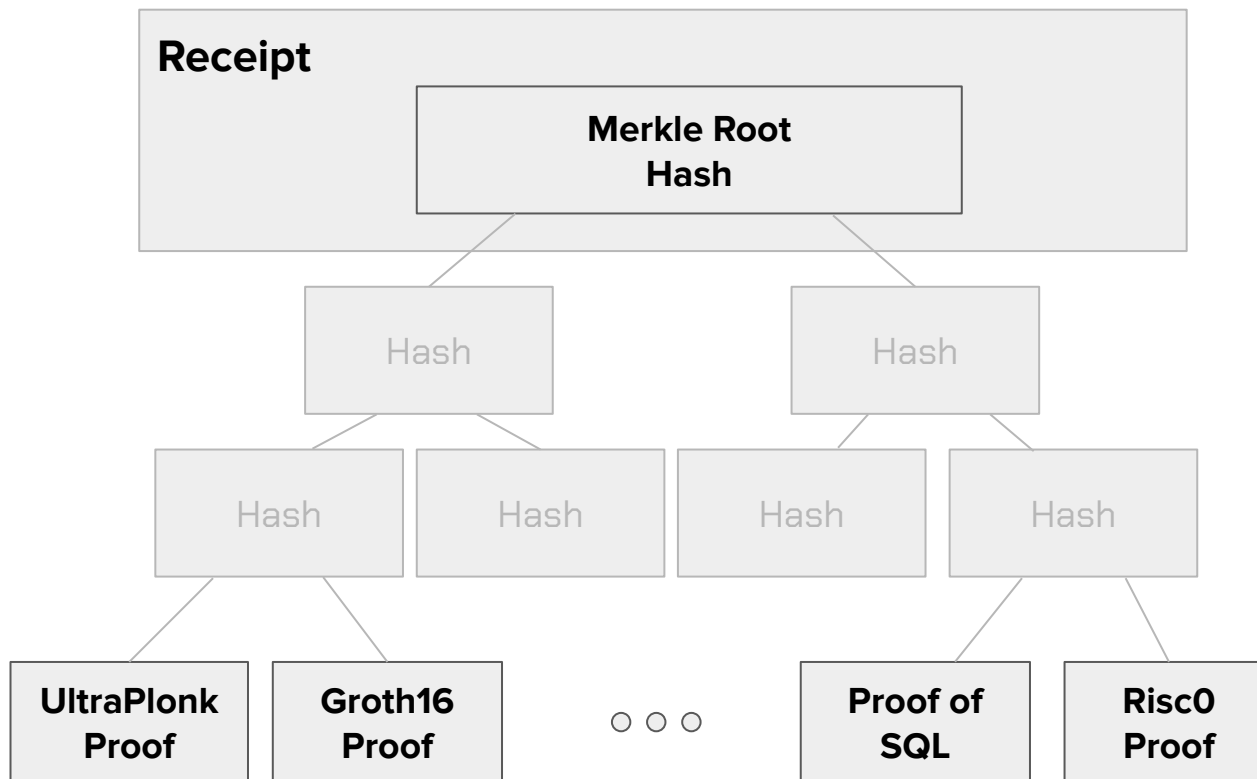 Receipt
Merkle Root
Hash
Hash
Hash
Hash
Hash
Hash
Hash
UltraPlonk
Proof
Groth16
Proof
Proof of
SQL
Risc0
Proof